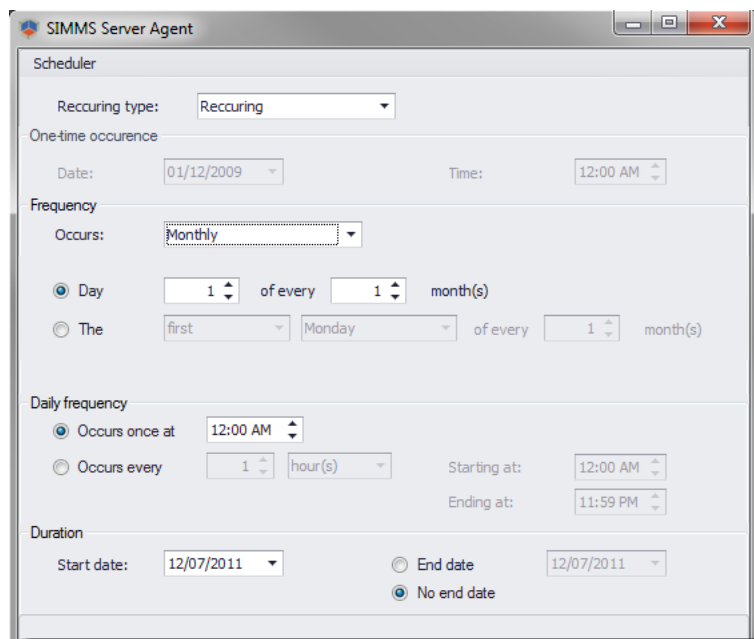 SIMMS Server Agent
Scheduler
Reccuring type: Reccuring
One-time occurence
Date: 01/12/2009 Time: 12:00 AM
Frequency
Occurs: Monthly
Day 1 of every 1 month(s)
The first Monday of every 1 month(s)
Daily frequency
Occurs once at 12:00 AM
Occurs every 1 hour(s) Starting at: 12:00 AM
Ending at: 11:59 PM
Duration
Start date: 12/07/2011 End date 12/07/2011
No end date